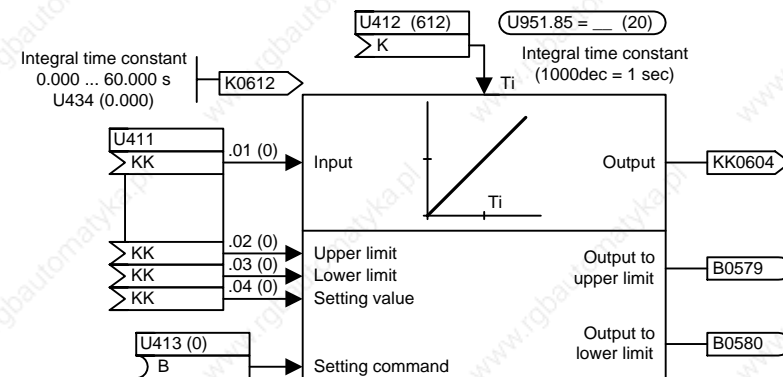 U412 (612)
K
U951.85 = __ (20)
Integral time constant
0.000 ... 60.000 s
U434 (0.000)
K0612
Integral time constant
(1000dec = 1 sec)
Ti
U411
KK
.01 (0)
Input
Ti
Output
KK0604
KK
.02 (0)
Upper limit
KK
.03 (0)
Lower limit
KK
.04 (0)
Setting value
Output to
upper limit
B0579
U413 (0)
B
Setting command
Output to
lower limit
B0580
www.rgbautomatyka.pl